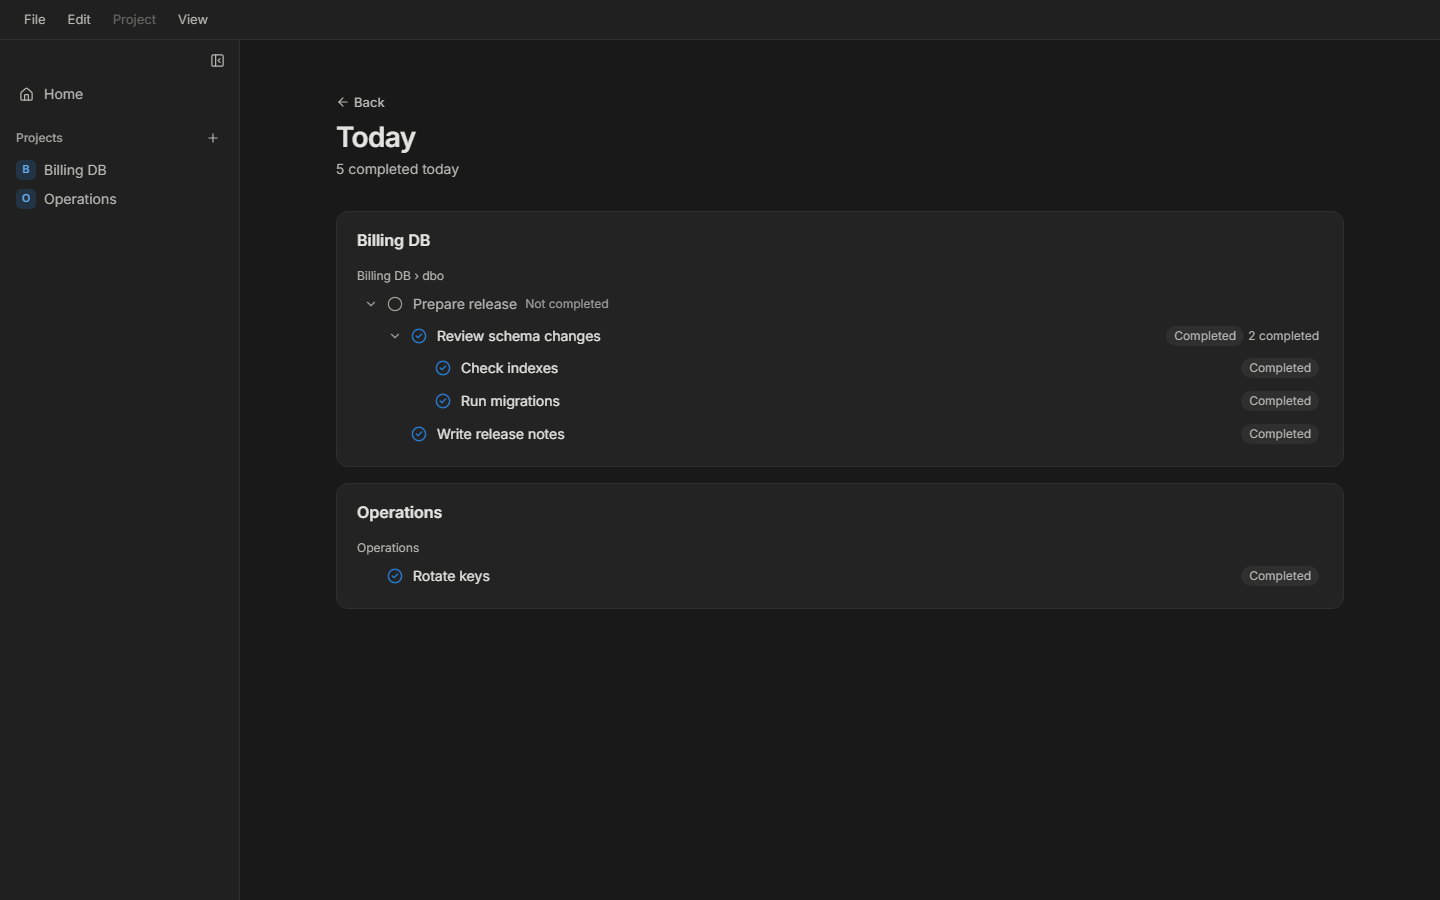 File Edit Project View
Home
Projects
B Billing DB
O Operations
Back
Today
5 completed today
Billing DB
Billing DB › dbo
Prepare release Not completed
Review schema changes Completed 2 completed
Check indexes Completed
Run migrations Completed
Write release notes Completed
Operations
Operations
Rotate keys Completed